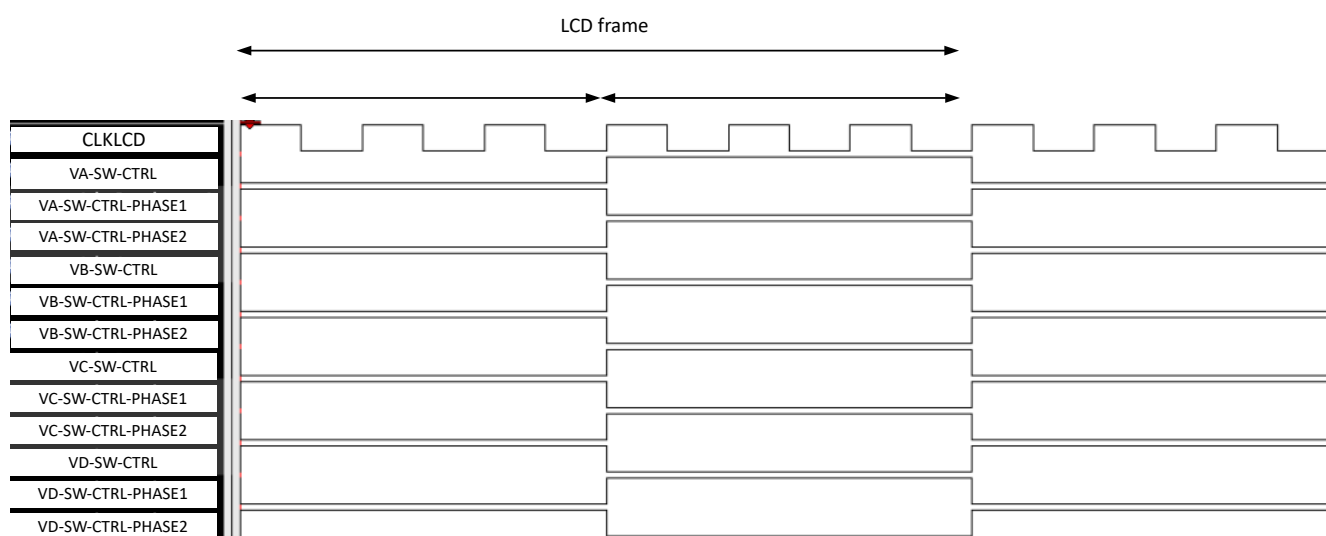 LCD frame
CLKLCD
VA-SW-CTRL
VA-SW-CTRL-PHASE1
VA-SW-CTRL-PHASE2
VB-SW-CTRL
VB-SW-CTRL-PHASE1
VB-SW-CTRL-PHASE2
VC-SW-CTRL
VC-SW-CTRL-PHASE1
VC-SW-CTRL-PHASE2
VD-SW-CTRL
VD-SW-CTRL-PHASE1
VD-SW-CTRL-PHASE2